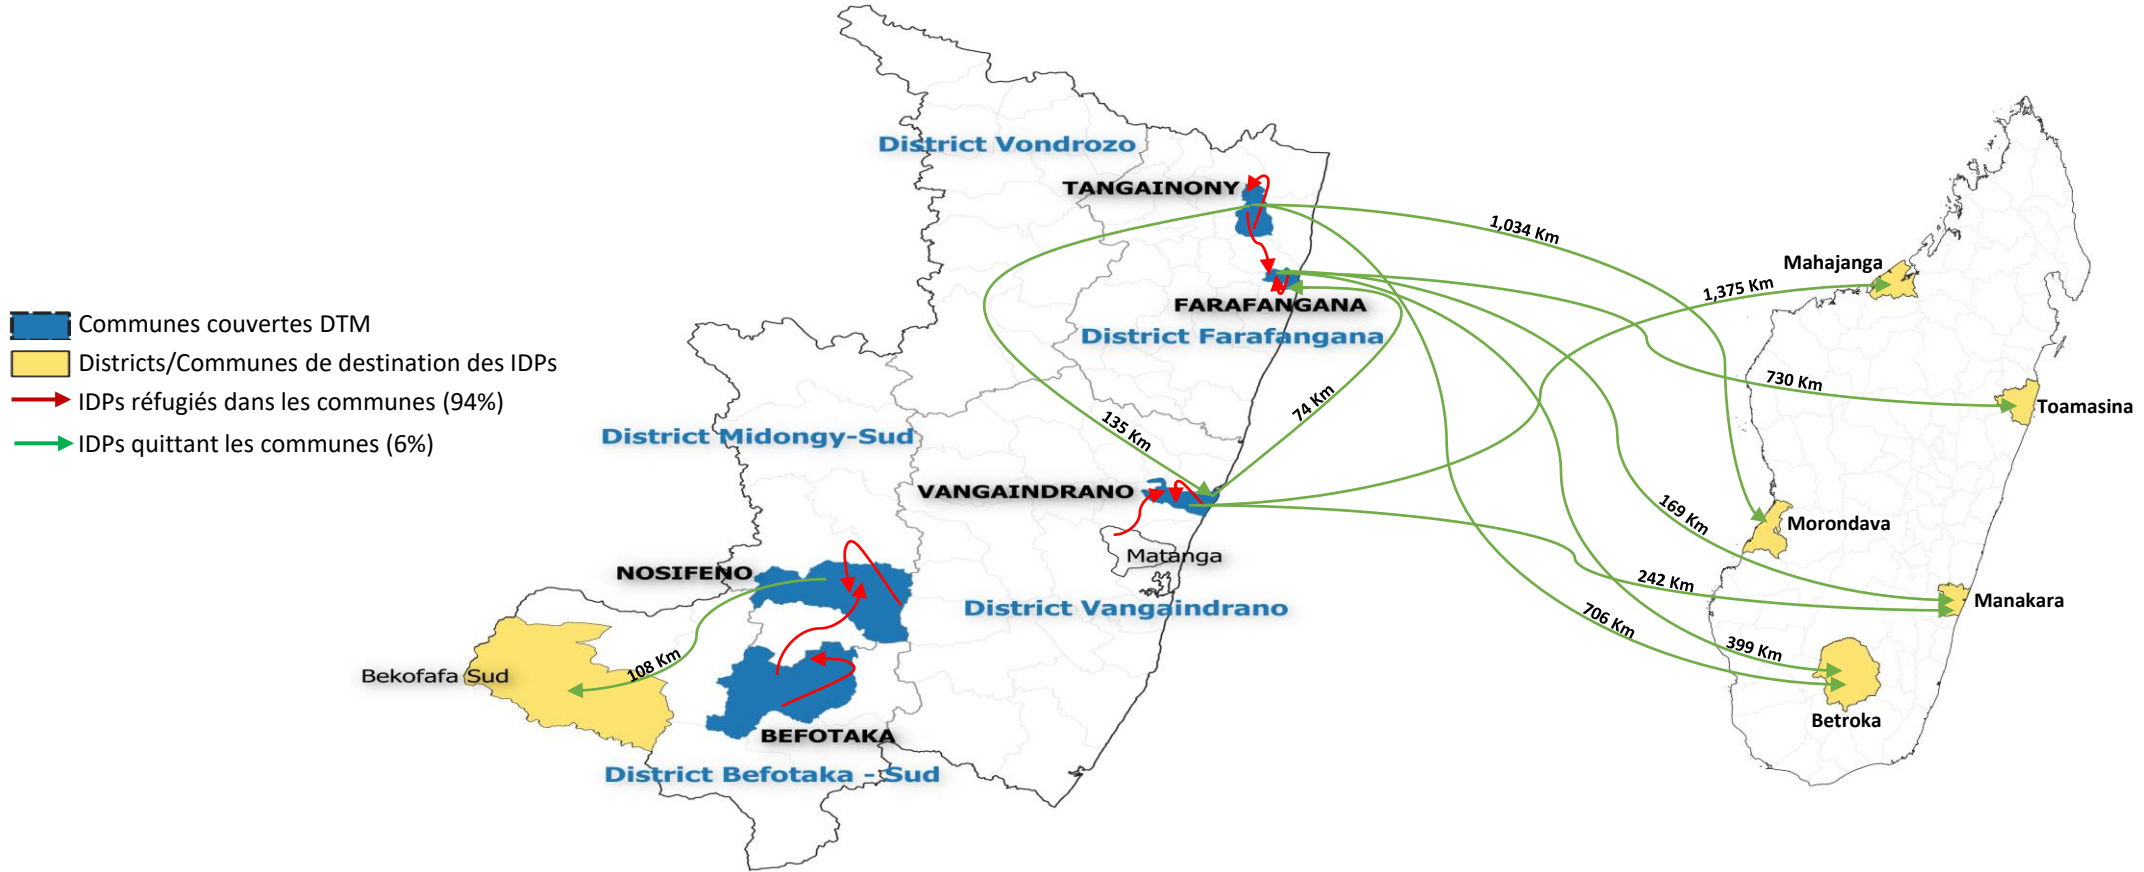 District Vondrozo
TANGAINONY
1,034 Km
Mahajanga
1,375 Km
FARAFANGANA
District Farafangana
Communes couvertes DTM
Districts/Communes de destination des IDPs
IDPs réfugiés dans les communes (94%)
IDPs quittant les communes (6%)
730 Km
Toamasina
74 Km
135 Km
District Midongy-Sud
VANGAINDRANO
169 Km
Morondava
Matanga
NOSIFENO
242 Km
District Vangaindrano
706 Km
Manakara
399 Km
108 Km
Bekofafa Sud
Betroka
BEFOTAKA
District Befotaka - Sud